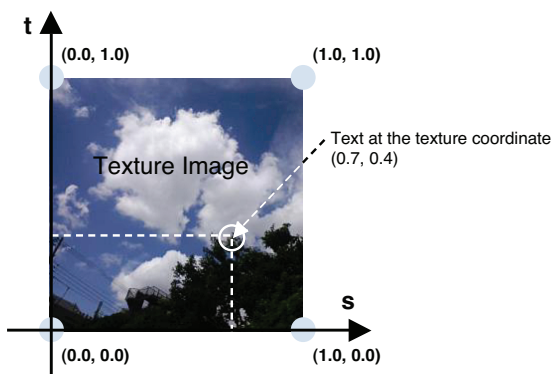 t
(0.0, 1.0)
(1.0, 1.0)
Text at the texture coordinate
(0.7, 0.4)
Texture Image
s
(0.0, 0.0)
(1.0, 0.0)